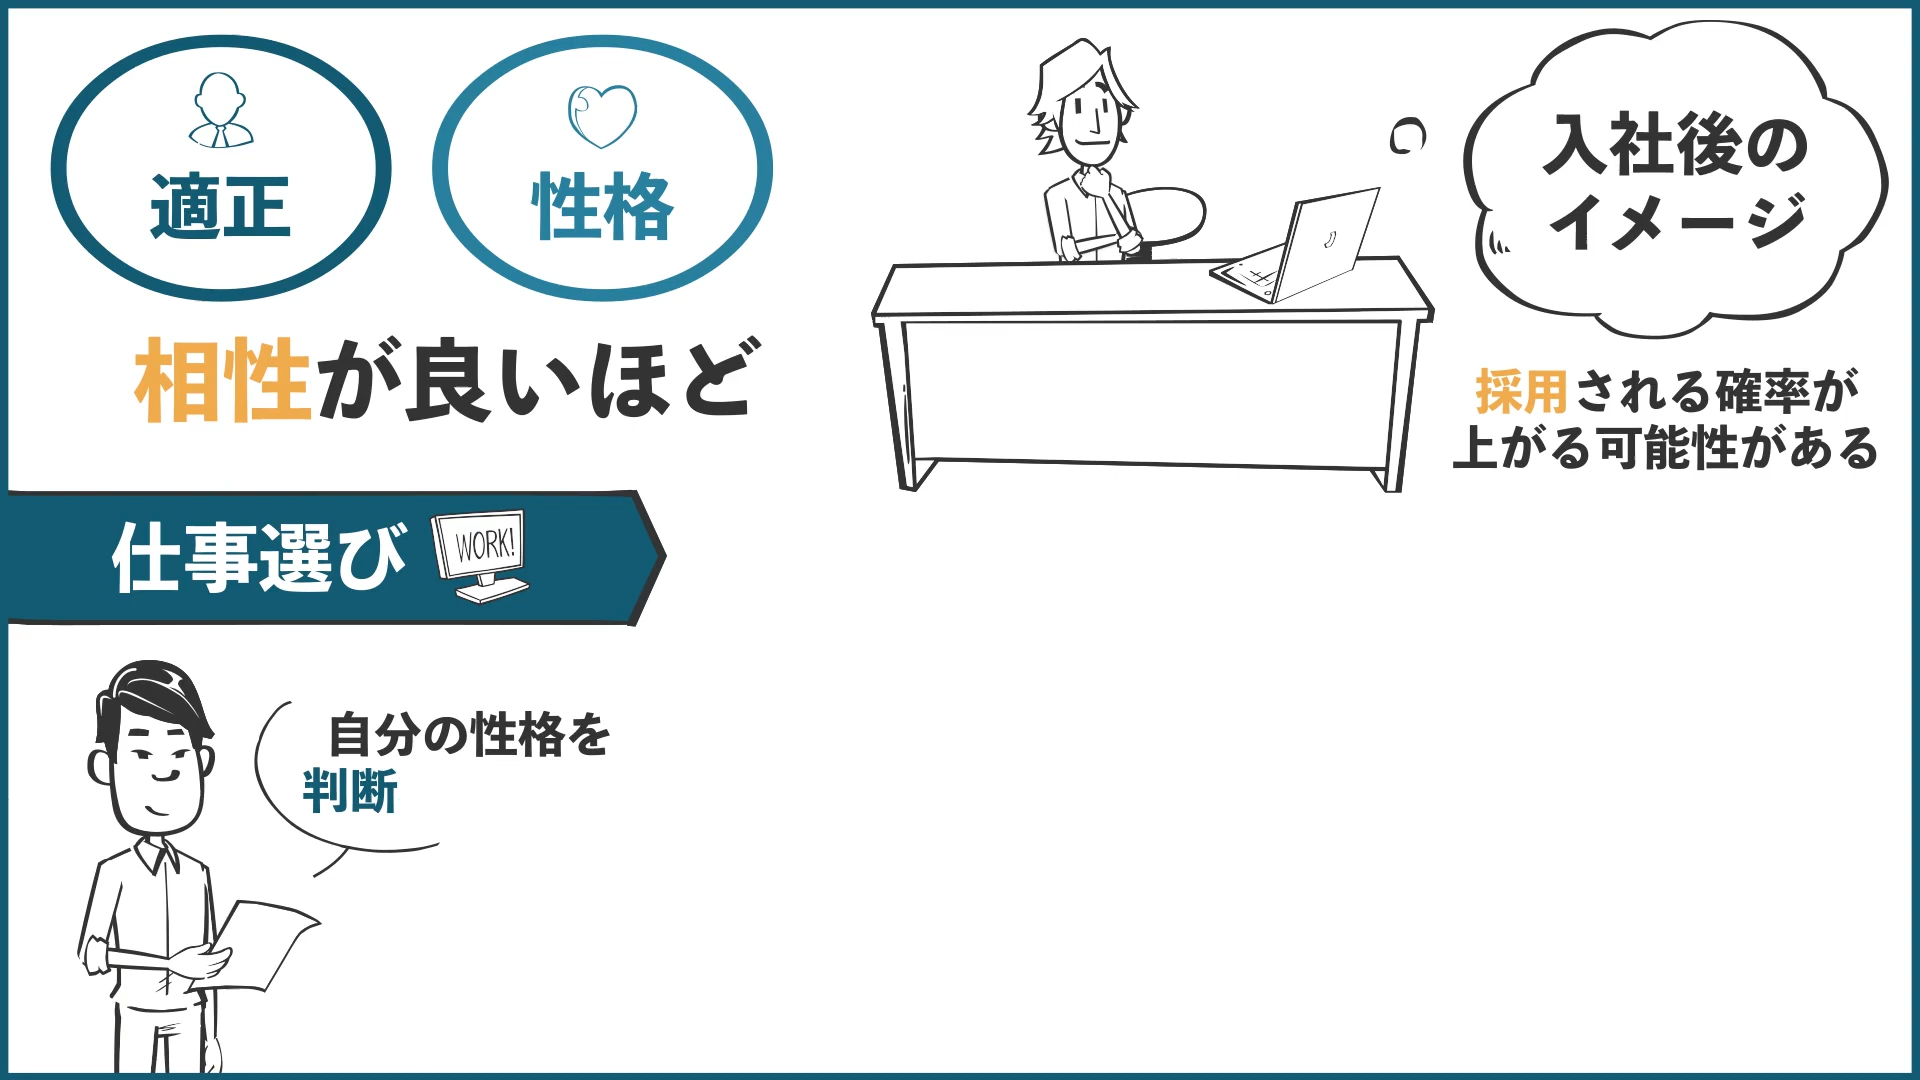 適正
性格
相性が良いほど
入社後の
イメージ
採用される確率が
上がる可能性がある
仕事選び
WORK!
自分の性格を
判断